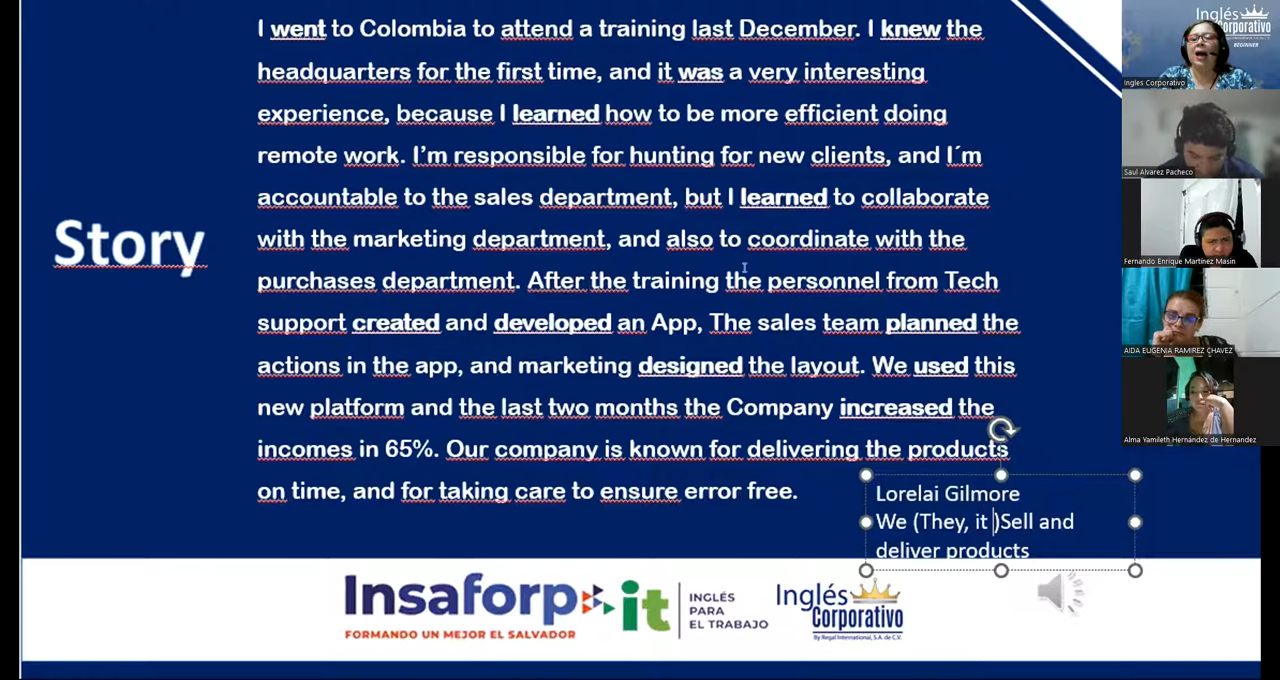 I went to Colombia to attend a training last December. I knew the
headquarters for the first time, and it was a very interesting
experience, because I learned how to be more efficient doing
remote work. I'm responsible for hunting for new clients, and I´m
accountable to the sales department, but I learned to collaborate
with the marketing department, and also to coordinate with the
purchases department. After the training the personnel from Tech
support created and developed an App, The sales team planned the
actions in the app, and marketing designed the layout. We used this
new platform and the last two months the Company increased the
incomes in 65%. Our company is known for delivering the products
on time, and for taking care to ensure error free.
Story
Lorelai Gilmore
We (They, it )Sell and
deliver products
Insaforp
FORMANDO UN MEJOR EL SALVADOR
it
INGLÉS
PARA
EL TRABAJO
Inglés
Corporativo
By Regal International, S.A. de C.V.
Inglés
Corporativo
BEGINNER
Ingles Corporativo
Saul Alvarez Pacheco
Fernando Enrique Martínez Masin
AIDA EUGENIA RAMIREZ CHAVEZ
Alma Yamileth Hernández de Hernandez